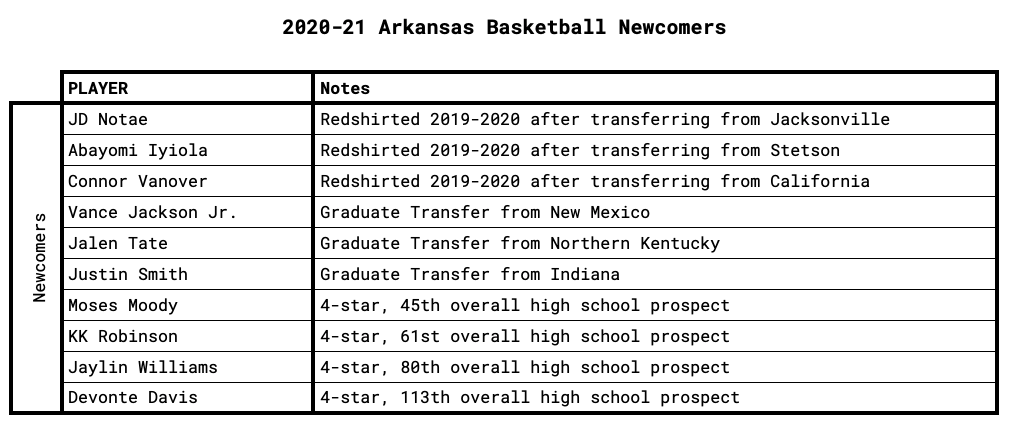 2020-21 Arkansas Basketball Newcomers
PLAYER Notes
Newcomers
JD Notae Redshirted 2019-2020 after transferring from Jacksonville
Abayomi Iyiola Redshirted 2019-2020 after transferring from Stetson
Connor Vanover Redshirted 2019-2020 after transferring from California
Vance Jackson Jr. Graduate Transfer from New Mexico
Jalen Tate Graduate Transfer from Northern Kentucky
Justin Smith Graduate Transfer from Indiana
Moses Moody 4-star, 45th overall high school prospect
KK Robinson 4-star, 61st overall high school prospect
Jaylin Williams 4-star, 80th overall high school prospect
Devonte Davis 4-star, 113th overall high school prospect